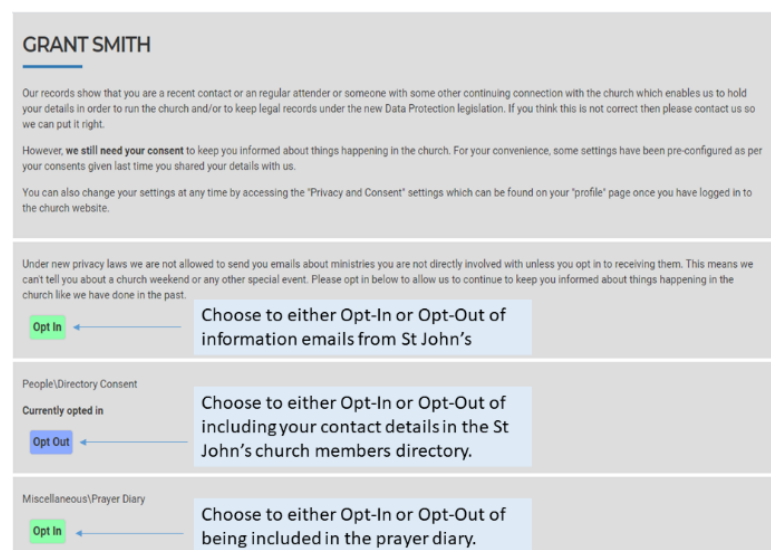 GRANT SMITH
Our records show that you are a recent contact or an regular attender or someone with some other continuing connection with the church which enables us to hold
your details in order to run the church and/or to keep legal records under the new Data Protection legislation. If you think this is not correct then please contact us so
we can put it right.
However, we still need your consent to keep you informed about things happening in the church. For your convenience, some settings have been pre-configured as per
your consents given last time you shared your details with us.
You can also change your settings at any time by accessing the "Privacy and Consent" settings which can be found on your "profile" page once you have logged in to
the church website.
Under new privacy laws we are not allowed to send you emails about ministries you are not directly involved with unless you opt in to receiving them. This means we
can't tell you about a church weekend or any other special event. Please opt in below to allow us to continue to keep you informed about things happening in the
church like we have done in the past.
Opt In
Choose to either Opt-In or Opt-Out of
information emails from St John's
People\Directory Consent
Currently opted in
Opt Out
Choose to either Opt-In or Opt-Out of
including your contact details in the St
John's church members directory.
Miscellaneous\Prayer Diary
Opt In
Choose to either Opt-In or Opt-Out of
being included in the prayer diary.